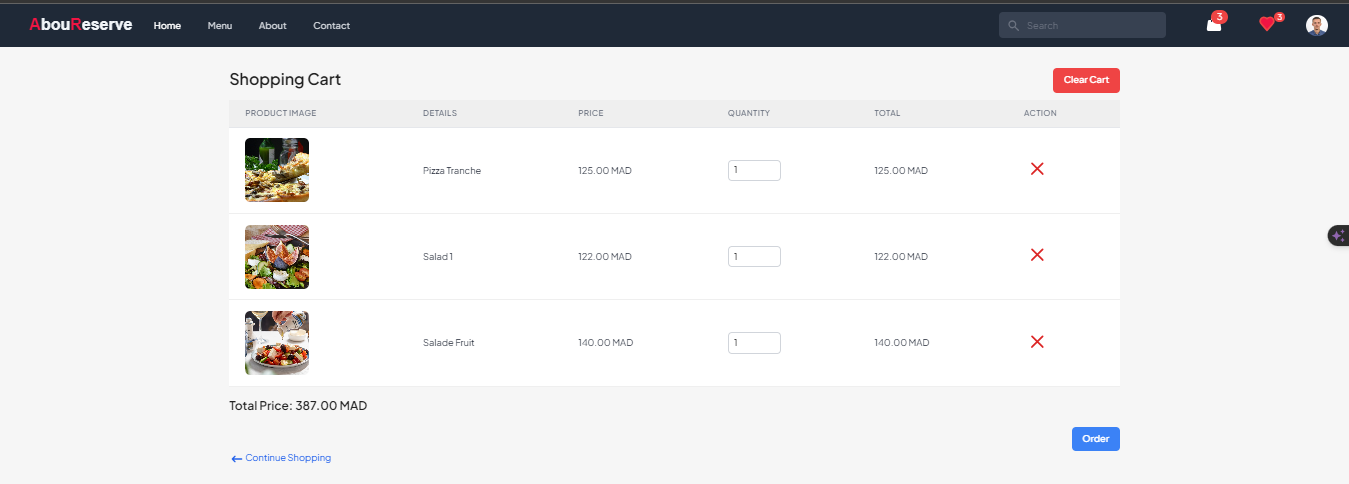 AbouReserve Home Menu About Contact Search 3 3
Shopping Cart Clear Cart
PRODUCT IMAGE DETAILS PRICE QUANTITY TOTAL ACTION
Pizza Tranche 125.00 MAD 1 125.00 MAD
Salad 1 122.00 MAD 1 122.00 MAD
Salade Fruit 140.00 MAD 1 140.00 MAD
Total Price: 387.00 MAD
Order
Continue Shopping